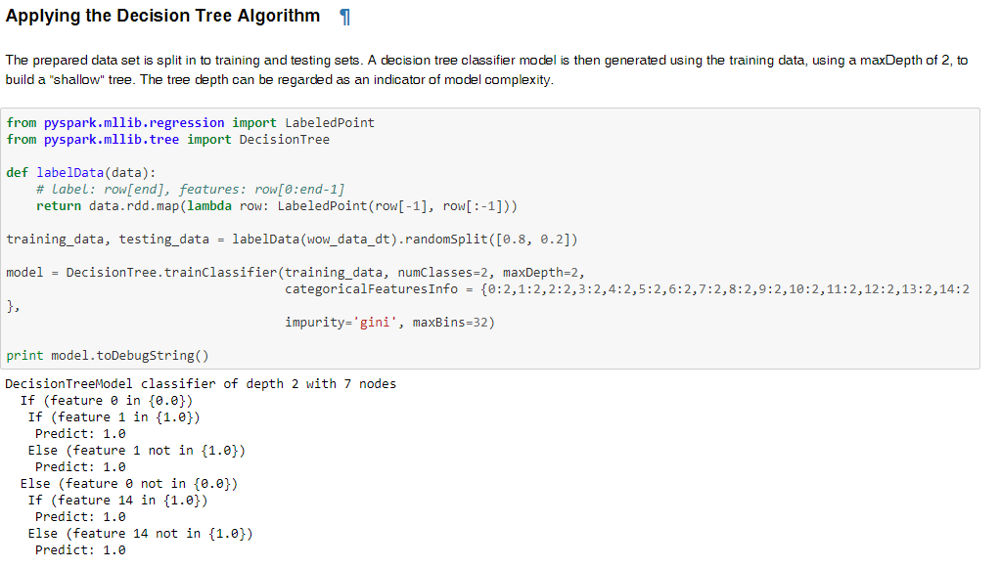 Applying the Decision Tree Algorithm ¶
The prepared data set is split in to training and testing sets. A decision tree classifier model is then generated using the training data, using a maxDepth of 2, to
build a "shallow" tree. The tree depth can be regarded as an indicator of model complexity.
from pyspark.mllib.regression import LabeledPoint
from pyspark.mllib.tree import DecisionTree
def labelData(data):
    # label: row[end], features: row[0:end-1]
    return data.rdd.map(lambda row: LabeledPoint(row[-1], row[:-1]))
training_data, testing_data = labelData(wow_data_dt).randomSplit([0.8, 0.2])
model = DecisionTree.trainClassifier(training_data, numClasses=2, maxDepth=2,
                                     categoricalFeaturesInfo = {0:2,1:2,2:2,3:2,4:2,5:2,6:2,7:2,8:2,9:2,10:2,11:2,12:2,13:2,14:2
},
                                     impurity='gini', maxBins=32)
print model.toDebugString()
DecisionTreeModel classifier of depth 2 with 7 nodes
  If (feature 0 in {0.0})
   If (feature 1 in {1.0})
    Predict: 1.0
   Else (feature 1 not in {1.0})
    Predict: 1.0
  Else (feature 0 not in {0.0})
   If (feature 14 in {1.0})
    Predict: 1.0
   Else (feature 14 not in {1.0})
    Predict: 1.0